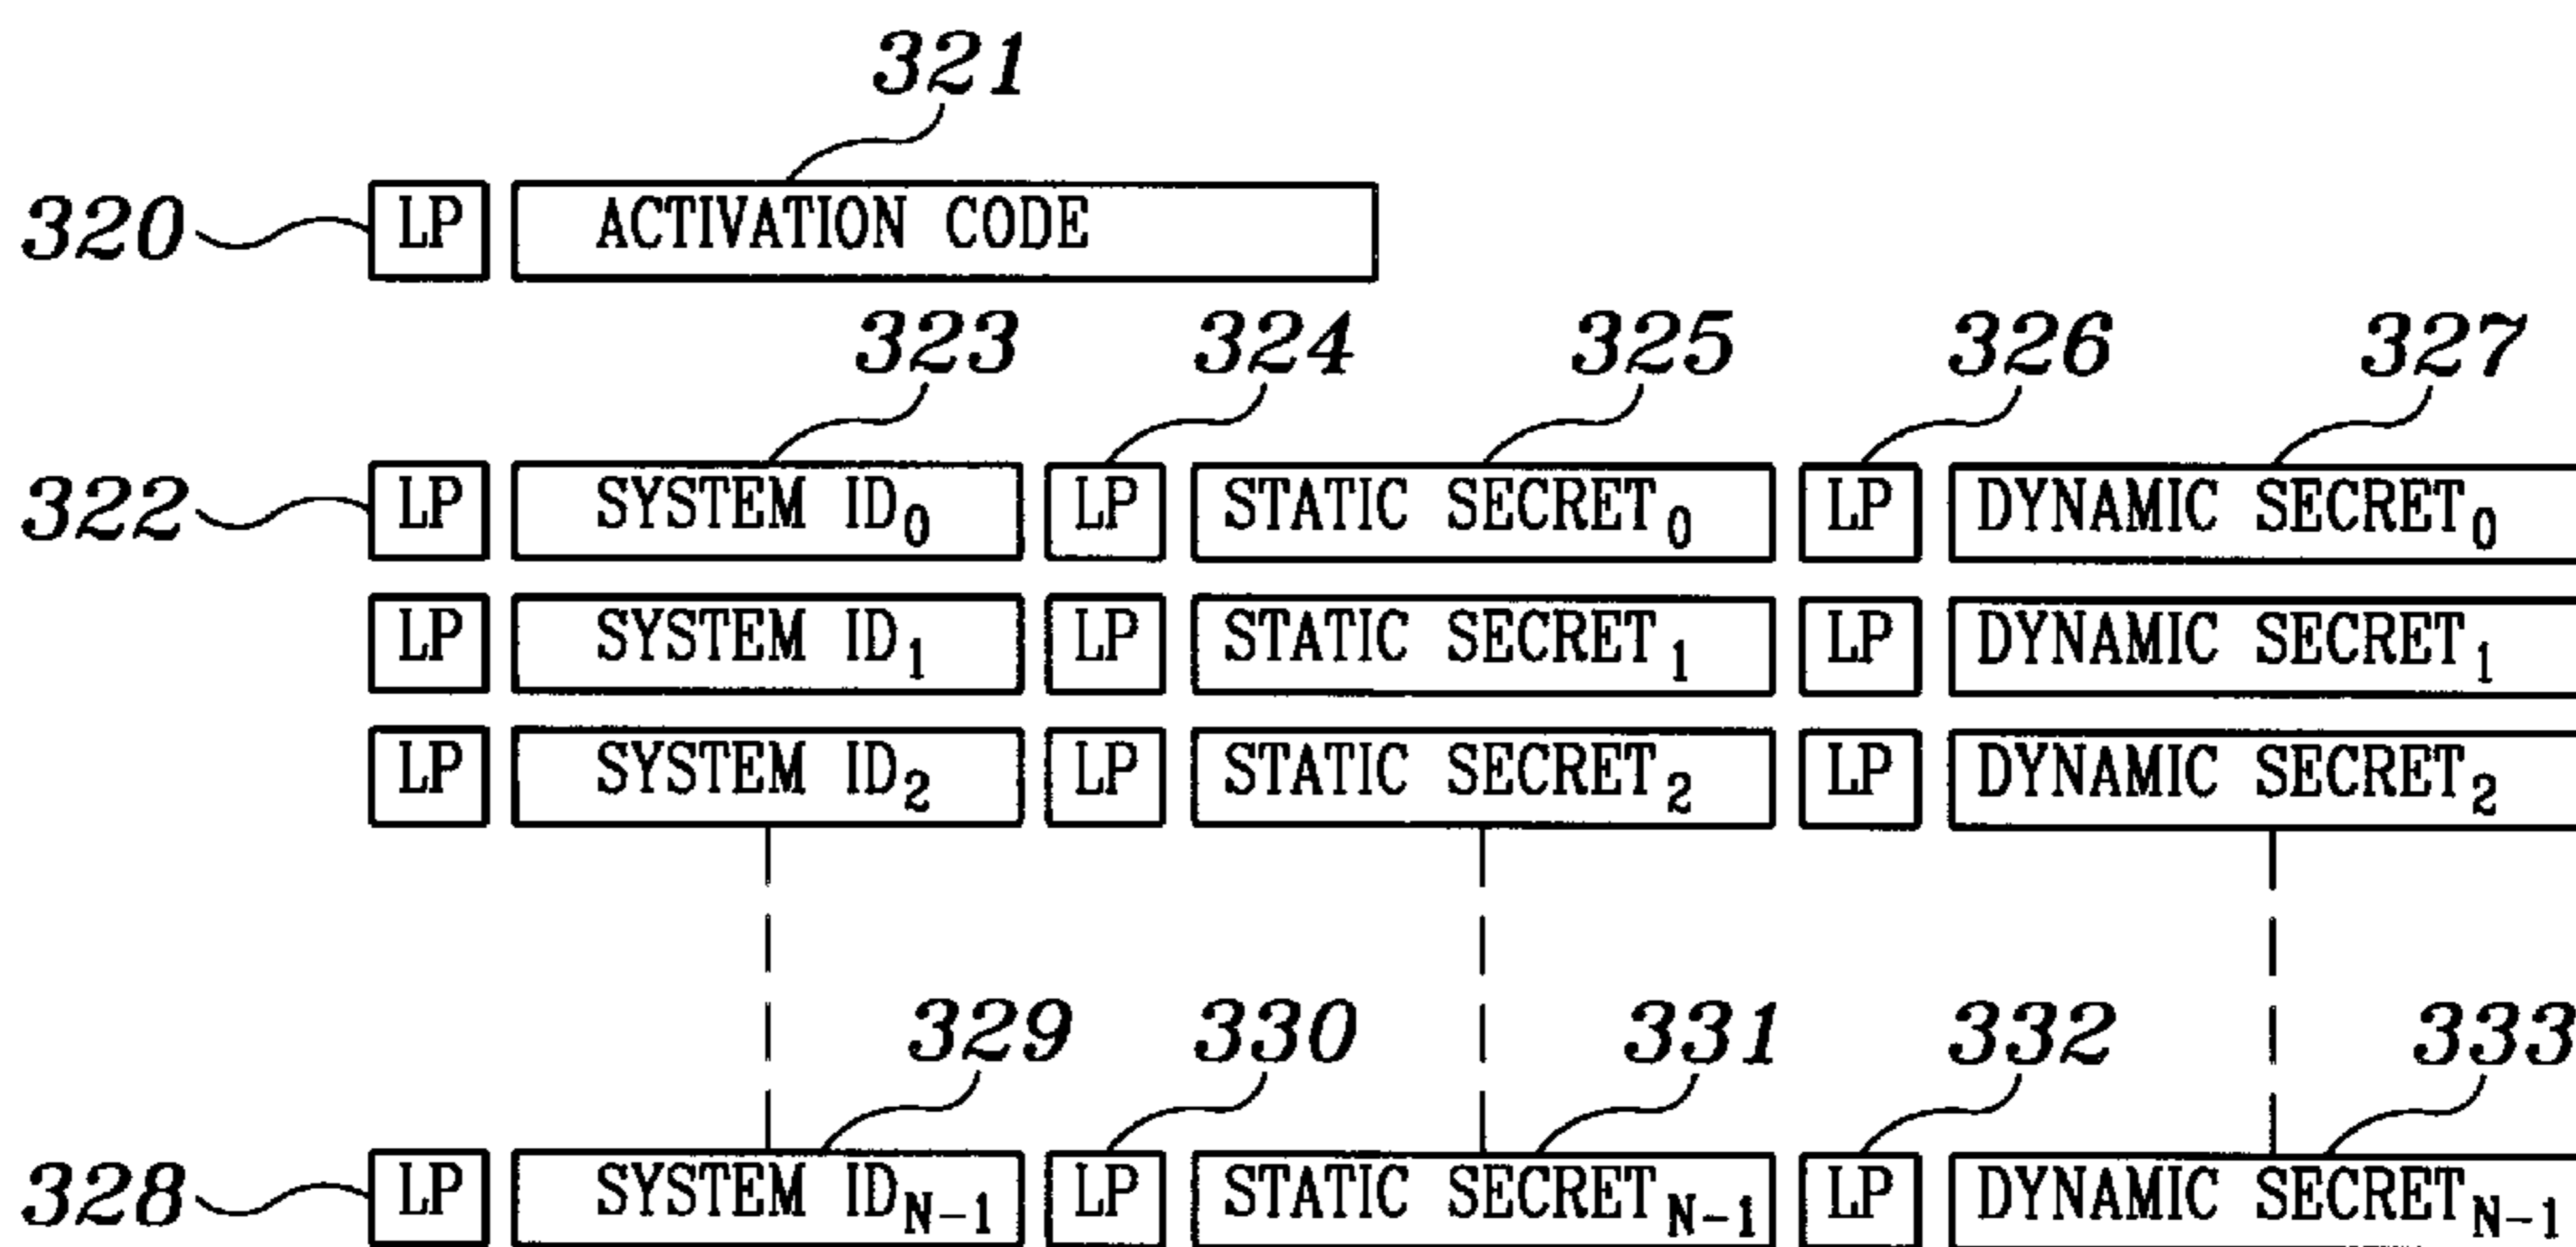 321
320 LP ACTIVATION CODE
323 324 325 326 327
322 LP SYSTEM ID0 LP STATIC SECRET0 LP DYNAMIC SECRET0
LP SYSTEM ID1 LP STATIC SECRET1 LP DYNAMIC SECRET1
LP SYSTEM ID2 LP STATIC SECRET2 LP DYNAMIC SECRET2
329 330 331 332 333
328 LP SYSTEM IDN-1 LP STATIC SECRETN-1 LP DYNAMIC SECRETN-1